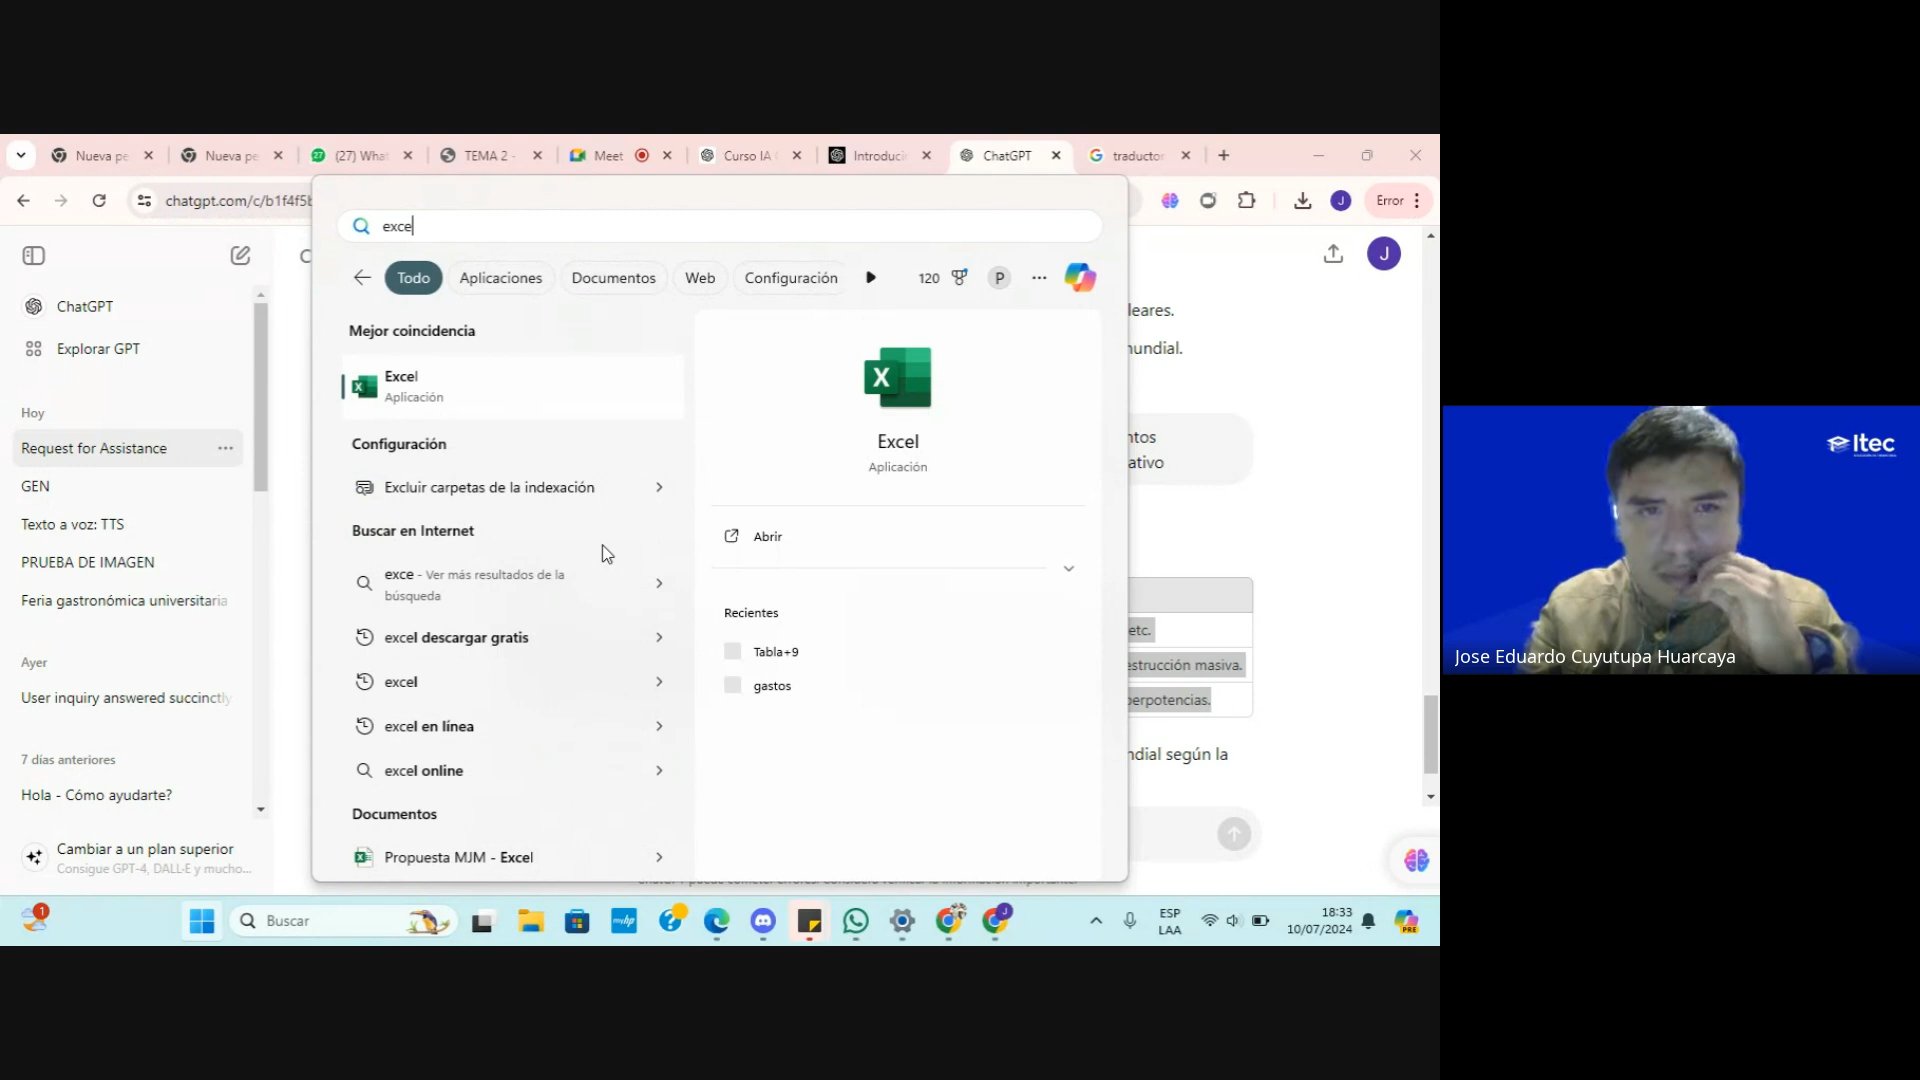 Nueva pe
Nueva pe
(27) What
TEMA 2 -
Meet
Curso IA
Introducci
ChatGPT
traductor
chatgpt.com/c/b1f4f5b
Error
J
ChatGPT
Explorar GPT
Hoy
Request for Assistance
GEN
Texto a voz: TTS
PRUEBA DE IMAGEN
Feria gastronómica universitaria
Ayer
User inquiry answered succinctly
7 días anteriores
Hola - Cómo ayudarte?
Cambiar a un plan superior
Consigue GPT-4, DALL-E y mucho...
exce
Todo
Aplicaciones
Documentos
Web
Configuración
120
P
Mejor coincidencia
Excel
Aplicación
Configuración
Excluir carpetas de la indexación
Buscar en Internet
exce - Ver más resultados de la
búsqueda
excel descargar gratis
excel
excel en línea
excel online
Documentos
Propuesta MJM - Excel
Excel
Aplicación
Abrir
Recientes
Tabla+9
gastos
J
leares.
undial.
ntos
ativo
etc.
estrucción masiva.
perpotencias.
ndial según la
Buscar
ESP
LAA
18:33
10/07/2024
Itec
Jose Eduardo Cuyutupa Huarcaya